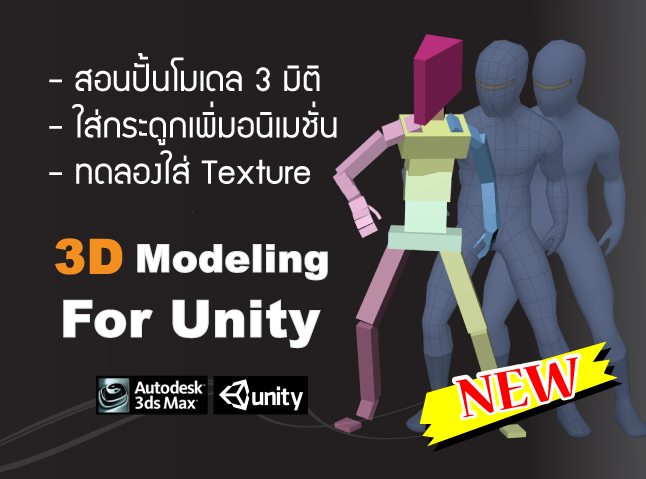 - สอนปั้นโมเดล 3 มิติ
- ใส่กระดูกเพิ่มอนิเมชั่น
- ทดลองใส่ Texture
3D Modeling
For Unity
Autodesk
3ds Max
unity
NEW